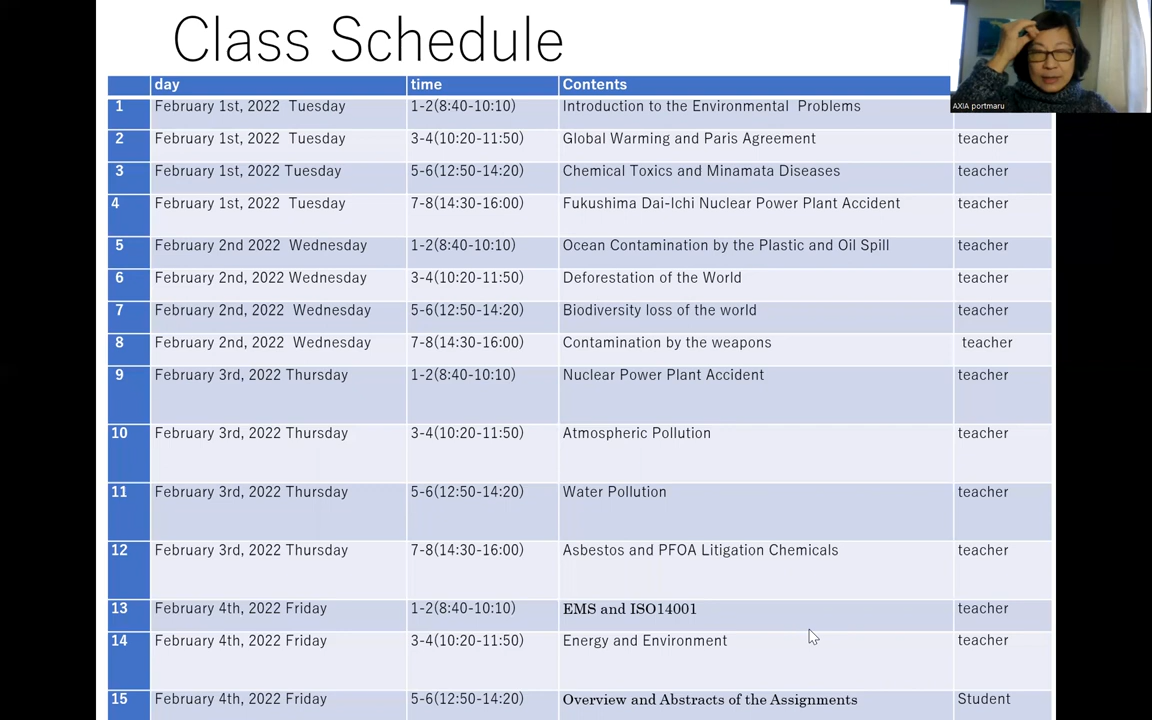 Class Schedule
day time Contents
1 February 1st, 2022 Tuesday 1-2(8:40-10:10) Introduction to the Environmental Problems
2 February 1st, 2022 Tuesday 3-4(10:20-11:50) Global Warming and Paris Agreement teacher
3 February 1st, 2022 Tuesday 5-6(12:50-14:20) Chemical Toxics and Minamata Diseases teacher
4 February 1st, 2022 Tuesday 7-8(14:30-16:00) Fukushima Dai-Ichi Nuclear Power Plant Accident teacher
5 February 2nd 2022 Wednesday 1-2(8:40-10:10) Ocean Contamination by the Plastic and Oil Spill teacher
6 February 2nd, 2022 Wednesday 3-4(10:20-11:50) Deforestation of the World teacher
7 February 2nd, 2022 Wednesday 5-6(12:50-14:20) Biodiversity loss of the world teacher
8 February 2nd, 2022 Wednesday 7-8(14:30-16:00) Contamination by the weapons teacher
9 February 3rd, 2022 Thursday 1-2(8:40-10:10) Nuclear Power Plant Accident teacher
10 February 3rd, 2022 Thursday 3-4(10:20-11:50) Atmospheric Pollution teacher
11 February 3rd, 2022 Thursday 5-6(12:50-14:20) Water Pollution teacher
12 February 3rd, 2022 Thursday 7-8(14:30-16:00) Asbestos and PFOA Litigation Chemicals teacher
13 February 4th, 2022 Friday 1-2(8:40-10:10) EMS and ISO14001 teacher
14 February 4th, 2022 Friday 3-4(10:20-11:50) Energy and Environment teacher
15 February 4th, 2022 Friday 5-6(12:50-14:20) Overview and Abstracts of the Assignments Student
AXIA portmaru